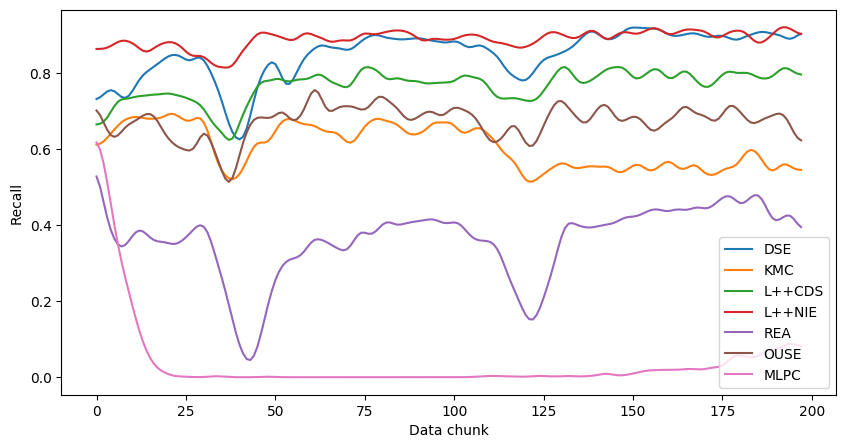 Recall
0.8
0.6
0.4
0.2
0.0
0
25
50
75
100
125
150
175
200
Data chunk
DSE
KMC
L++CDS
L++NIE
REA
OUSE
MLPC